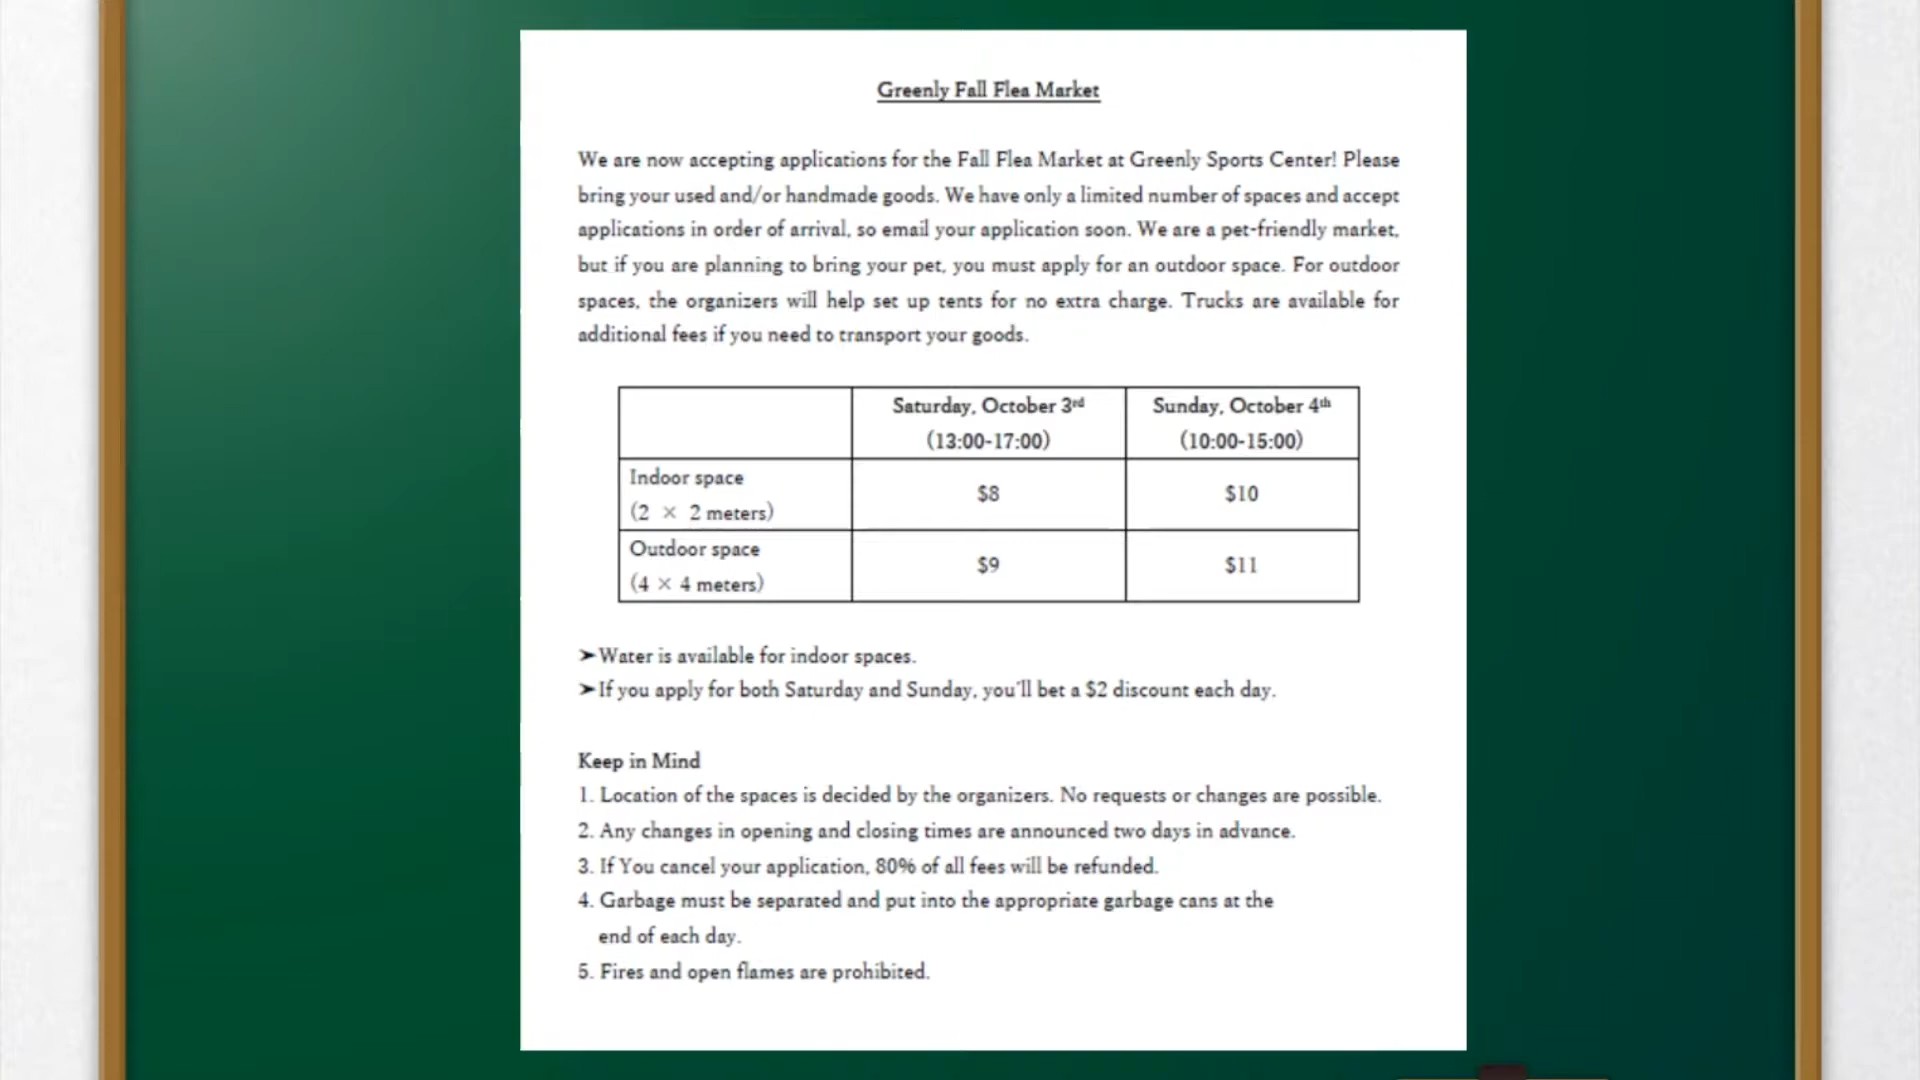 Greenly Fall Flea Market
We are now accepting applications for the Fall Flea Market at Greenly Sports Center! Please
bring your used and/or handmade goods. We have only a limited number of spaces and accept
applications in order of arrival, so email your application soon. We are a pet-friendly market,
but if you are planning to bring your pet, you must apply for an outdoor space. For outdoor
spaces, the organizers will help set up tents for no extra charge. Trucks are available for
additional fees if you need to transport your goods.
Saturday, October 3rd Sunday, October 4th
(13:00-17:00) (10:00-15:00)
Indoor space
(2 × 2 meters) $8 $10
Outdoor space
(4 × 4 meters) $9 $11
➢Water is available for indoor spaces.
➢If you apply for both Saturday and Sunday, you'll bet a $2 discount each day.
Keep in Mind
1. Location of the spaces is decided by the organizers. No requests or changes are possible.
2. Any changes in opening and closing times are announced two days in advance.
3. If You cancel your application, 80% of all fees will be refunded.
4. Garbage must be separated and put into the appropriate garbage cans at the
end of each day.
5. Fires and open flames are prohibited.